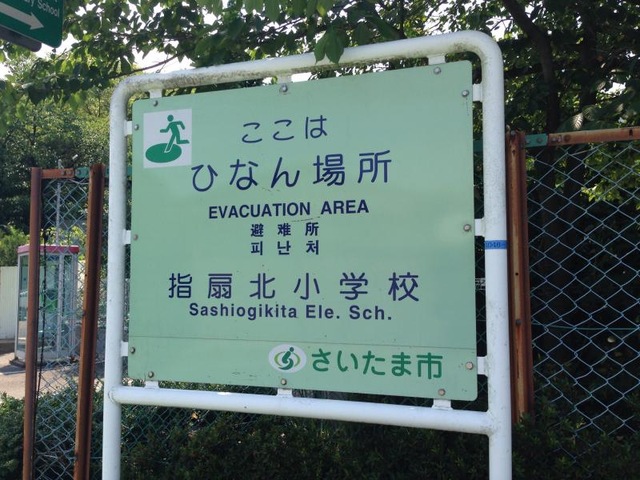 School
ここは
ひなん場所
EVACUATION AREA
避難所
피난처
指扇北小学校
Sashiogikita Ele. Sch.
さいたま市